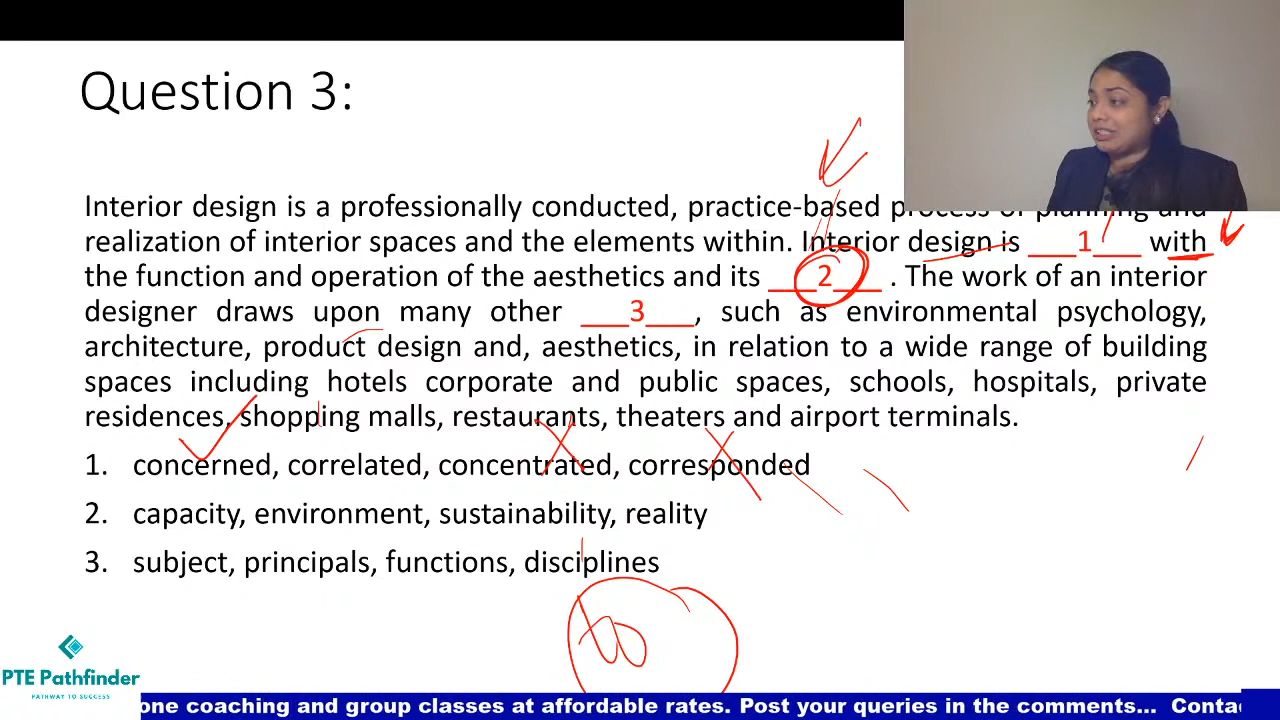 Question 3:
Interior design is a professionally conducted, practice-based process of planning and
realization of interior spaces and the elements within. Interior design is ___1___ with
the function and operation of the aesthetics and its ___2___ . The work of an interior
designer draws upon many other ___3___, such as environmental psychology,
architecture, product design and, aesthetics, in relation to a wide range of building
spaces including hotels corporate and public spaces, schools, hospitals, private
residences, shopping malls, restaurants, theaters and airport terminals.
1. concerned, correlated, concentrated, corresponded
2. capacity, environment, sustainability, reality
3. subject, principals, functions, disciplines
to
PTE Pathfinder
PATHWAY TO SUCCESS
one coaching and group classes at affordable rates. Post your queries in the comments... Conta